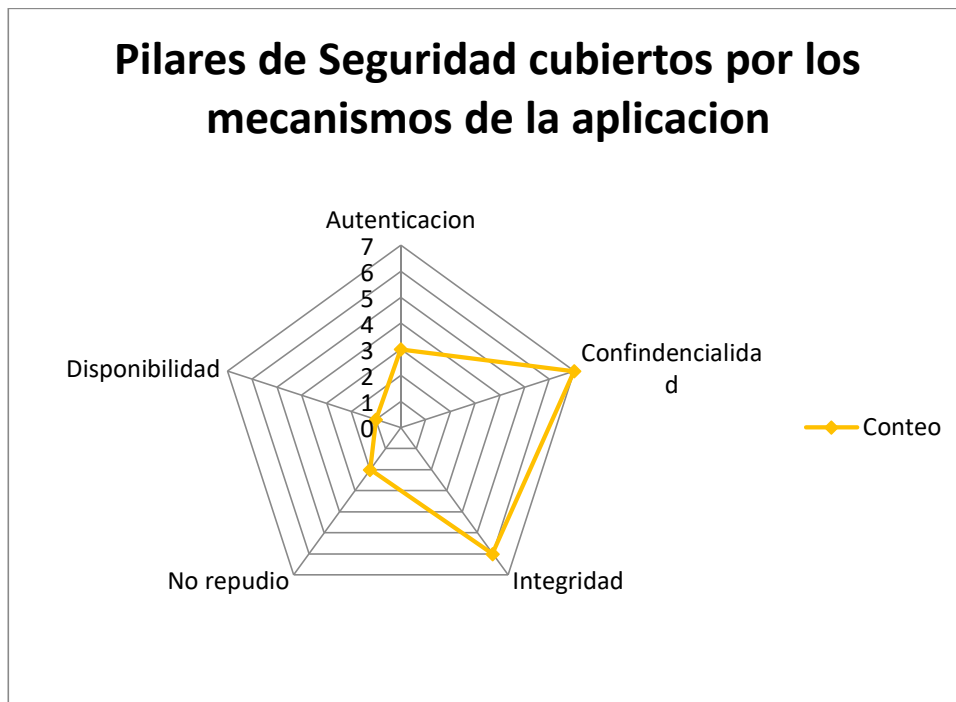 Pilares de Seguridad cubiertos por los
mecanismos de la aplicacion
Autenticacion
7
6
5
4
3
2
1
0
Confindencialida
d
Integridad
No repudio
Disponibilidad
Conteo